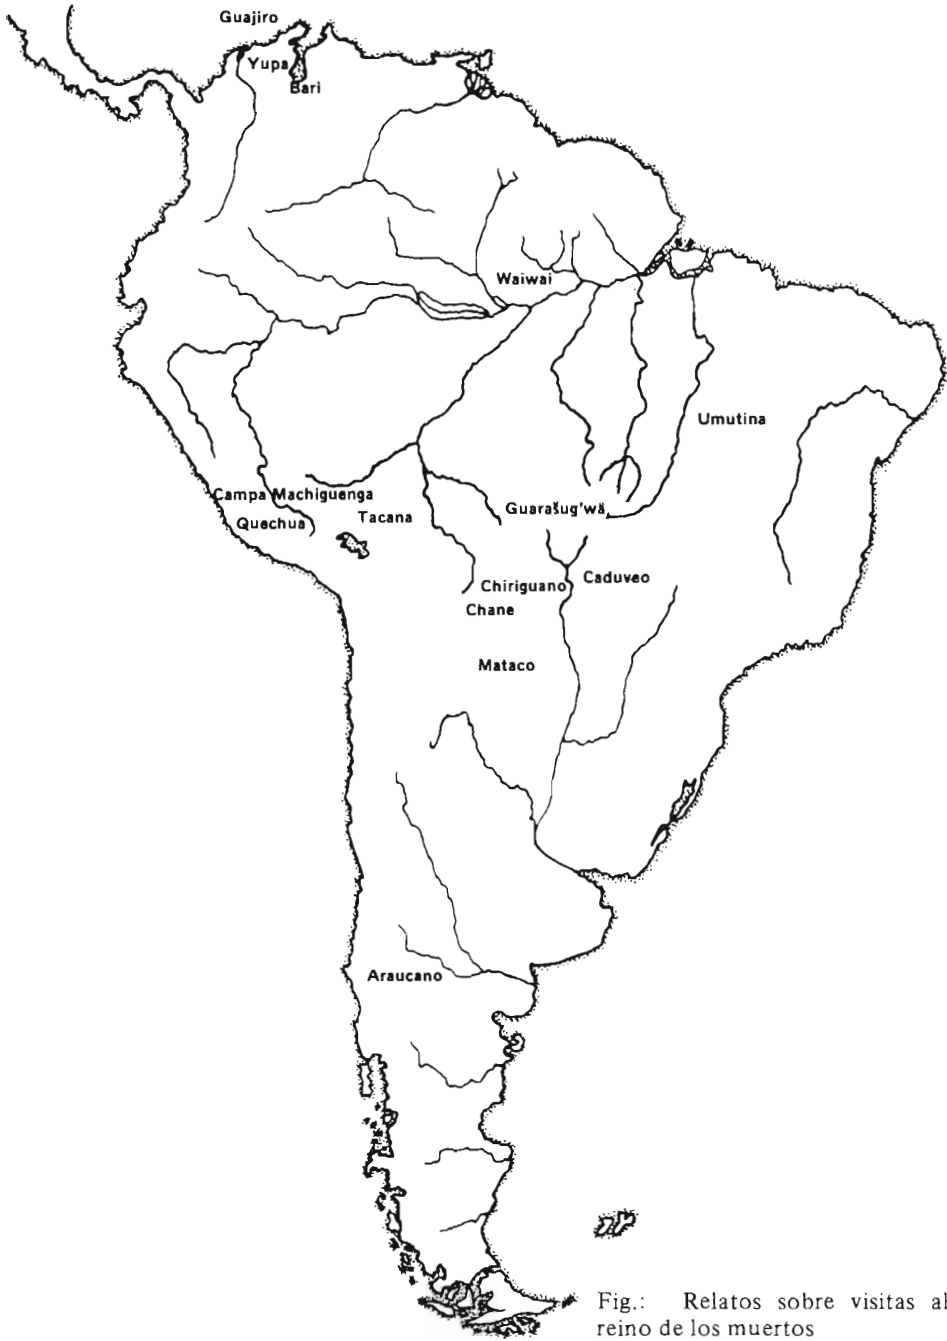 Guajiro
Yupa
Bari
Waiwai
Umutina
Campa Machiguenga
Quechua
Tacana
Guarašug'wä
Chiriguano
Caduveo
Chane
Mataco
Araucano
Fig.: Relatos sobre visitas al
reino de los muertos